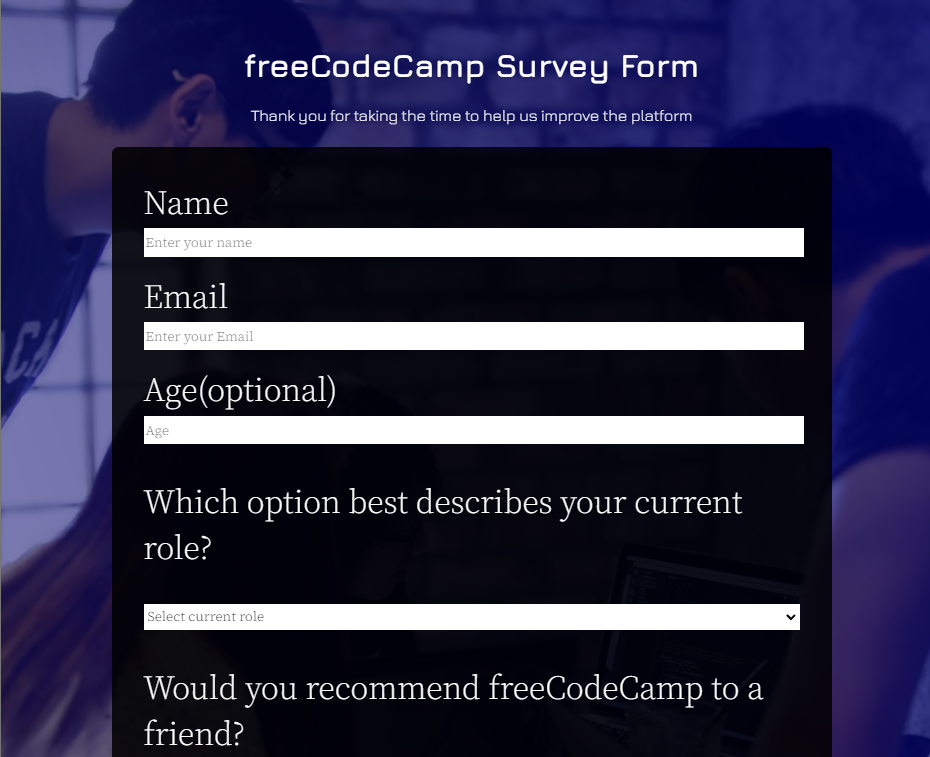 freeCodeCamp Survey Form
Thank you for taking the time to help us improve the platform
Name
Enter your name
Email
Enter your Email
Age(optional)
Age
Which option best describes your current
role?
Select current role
Would you recommend freeCodeCamp to a
friend?